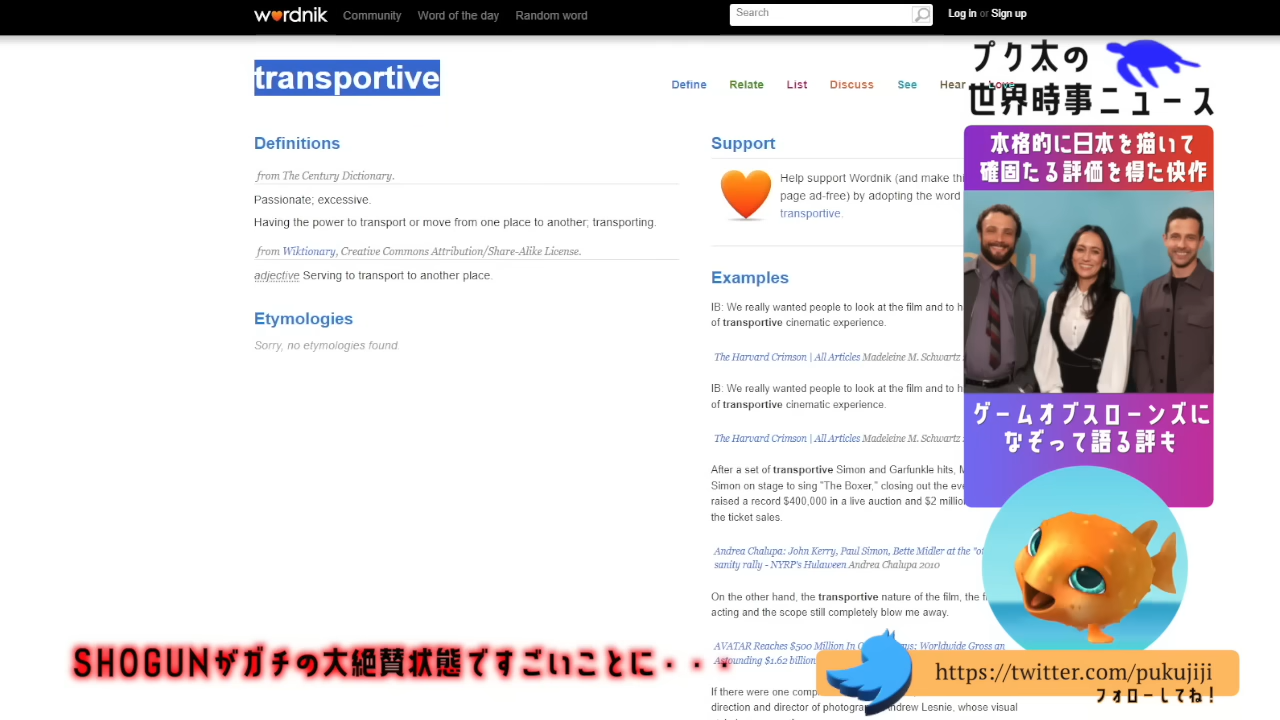 wordnik Community Word of the day Random word Search Log in or Sign up
transportive
Define Relate List Discuss See Hear Love
プク太の
世界時事ニュース
Definitions
from The Century Dictionary.
Passionate; excessive.
Having the power to transport or move from one place to another; transporting.
from Wiktionary, Creative Commons Attribution/Share-Alike License.
adjective Serving to transport to another place.
Etymologies
Sorry, no etymologies found.
Support
Help support Wordnik (and make thi
page ad-free) by adopting the word
transportive.
Examples
IB: We really wanted people to look at the film and to h
of transportive cinematic experience.
The Harvard Crimson | All Articles Madeleine M. Schwartz
IB: We really wanted people to look at the film and to h
of transportive cinematic experience.
The Harvard Crimson | All Articles Madeleine M. Schwartz
After a set of transportive Simon and Garfunkle hits, M
Simon on stage to sing "The Boxer," closing out the eve
raised a record $400,000 in a live auction and $2 millio
the ticket sales.
Andrea Chalupa: John Kerry, Paul Simon, Bette Midler at the "o
sanity rally - NYRP's Hulaween Andrea Chalupa 2010
On the other hand, the transportive nature of the film, the f
acting and the scope still completely blow me away.
AVATAR Reaches $500 Million In O ys; Worldwide Gross an
Astounding $1.62 billion
If there were one comp
direction and director of photogra Andrew Lesnie, whose visual
本格的に日本を描いて
確固たる評価を得た快作
ゲームオブスローンズに
なぞって語る評も
SHOGUNがガチの大絶賛状態ですごいことに・・・
https://twitter.com/pukujiji
フォローしてね!